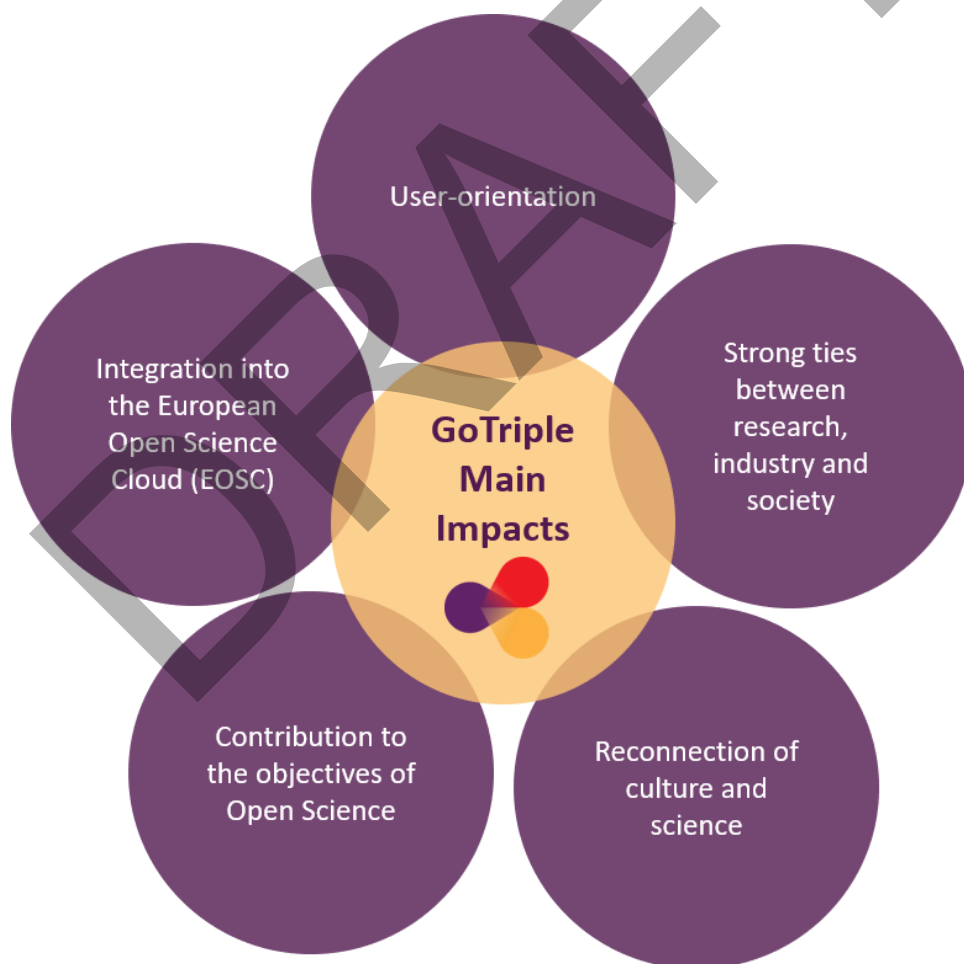 User-orientation
Strong ties
between
research,
industry and
society
Reconnection of
culture and
science
Contribution to
the objectives of
Open Science
Integration into
the European
Open Science
Cloud (EOSC)
GoTriple
Main
Impacts
DRAF